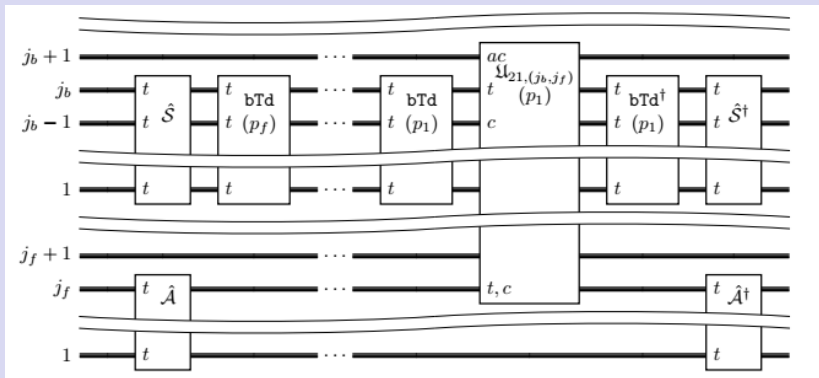 j_b + 1 ... ac
𝔘_{21,(j_b,j_f)}
j_b t Ŝ t bTd t bTd t (p_1) t bTd† t Ŝ†
j_b − 1 t t (p_f) t (p_1) c t (p_1) t
1 t t ... t t t
j_f + 1 ...
j_f t Â ... t, c t Â†
1 t ... t